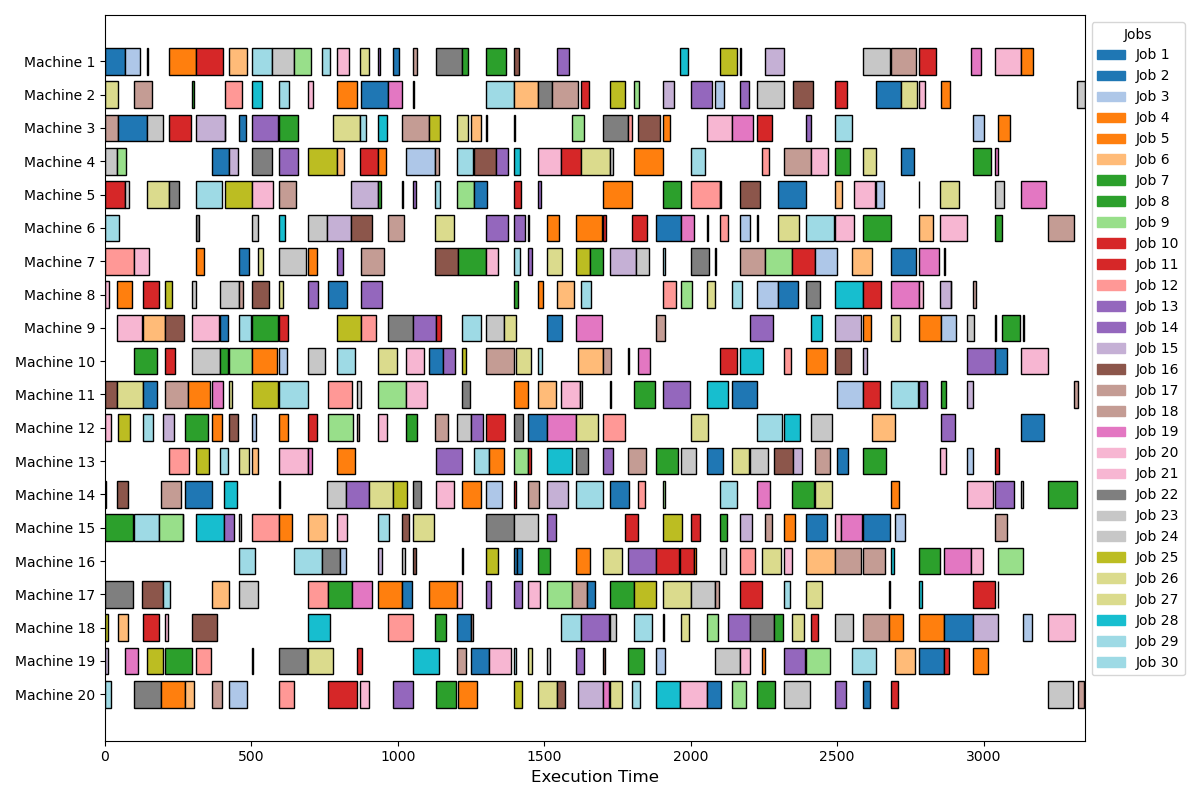 Machine 1
Machine 2
Machine 3
Machine 4
Machine 5
Machine 6
Machine 7
Machine 8
Machine 9
Machine 10
Machine 11
Machine 12
Machine 13
Machine 14
Machine 15
Machine 16
Machine 17
Machine 18
Machine 19
Machine 20
0 500 1000 1500 2000 2500 3000
Execution Time
Jobs
Job 1
Job 2
Job 3
Job 4
Job 5
Job 6
Job 7
Job 8
Job 9
Job 10
Job 11
Job 12
Job 13
Job 14
Job 15
Job 16
Job 17
Job 18
Job 19
Job 20
Job 21
Job 22
Job 23
Job 24
Job 25
Job 26
Job 27
Job 28
Job 29
Job 30